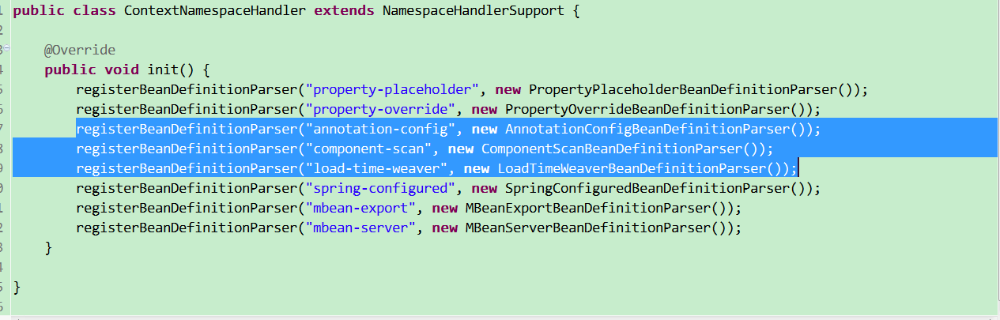 public class ContextNamespaceHandler extends NamespaceHandlerSupport {
@Override
public void init() {
registerBeanDefinitionParser("property-placeholder", new PropertyPlaceholderBeanDefinitionParser());
registerBeanDefinitionParser("property-override", new PropertyOverrideBeanDefinitionParser());
registerBeanDefinitionParser("annotation-config", new AnnotationConfigBeanDefinitionParser());
registerBeanDefinitionParser("component-scan", new ComponentScanBeanDefinitionParser());
registerBeanDefinitionParser("load-time-weaver", new LoadTimeWeaverBeanDefinitionParser());
registerBeanDefinitionParser("spring-configured", new SpringConfiguredBeanDefinitionParser());
registerBeanDefinitionParser("mbean-export", new MBeanExportBeanDefinitionParser());
registerBeanDefinitionParser("mbean-server", new MBeanServerBeanDefinitionParser());
}
}